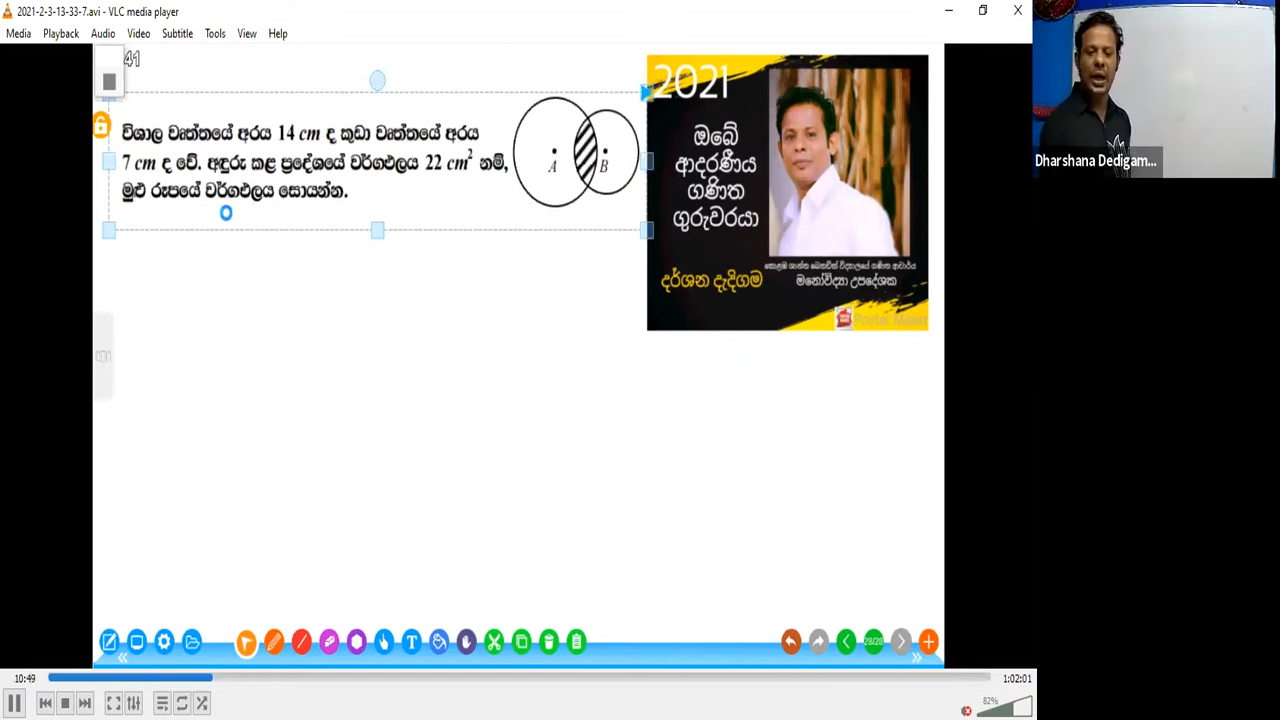 2021-2-3-13-33-7.avi - VLC media player
Media Playback Audio Video Subtitle Tools View Help
41
විශාල වෘත්තයේ අරය 14 cm ද කුඩා වෘත්තයේ අරය
7 cm ද වේ. අඳුරු කළ ප්‍රදේශයේ වර්ගඵලය 22 cm² නම්,
මුළු රූපයේ වර්ගඵලය සොයන්න.
A
B
2021
ඔබේ
ආදරණීය
ගණිත
ගුරුවරයා
දර්ශන දැදිගම
මනෝවිද්‍යා උපදේශක
Dharshana Dedigam...
28/28
10:49
1:02:01
82%